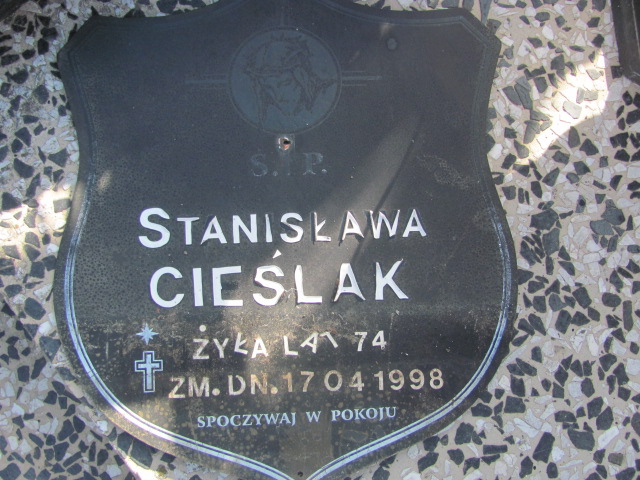 Ś. P.
STANISŁAWA
CIEŚLAK
ŻYŁA LAT 74
ZM. DN. 17 04 1998
SPOCZYWAJ W POKOJU